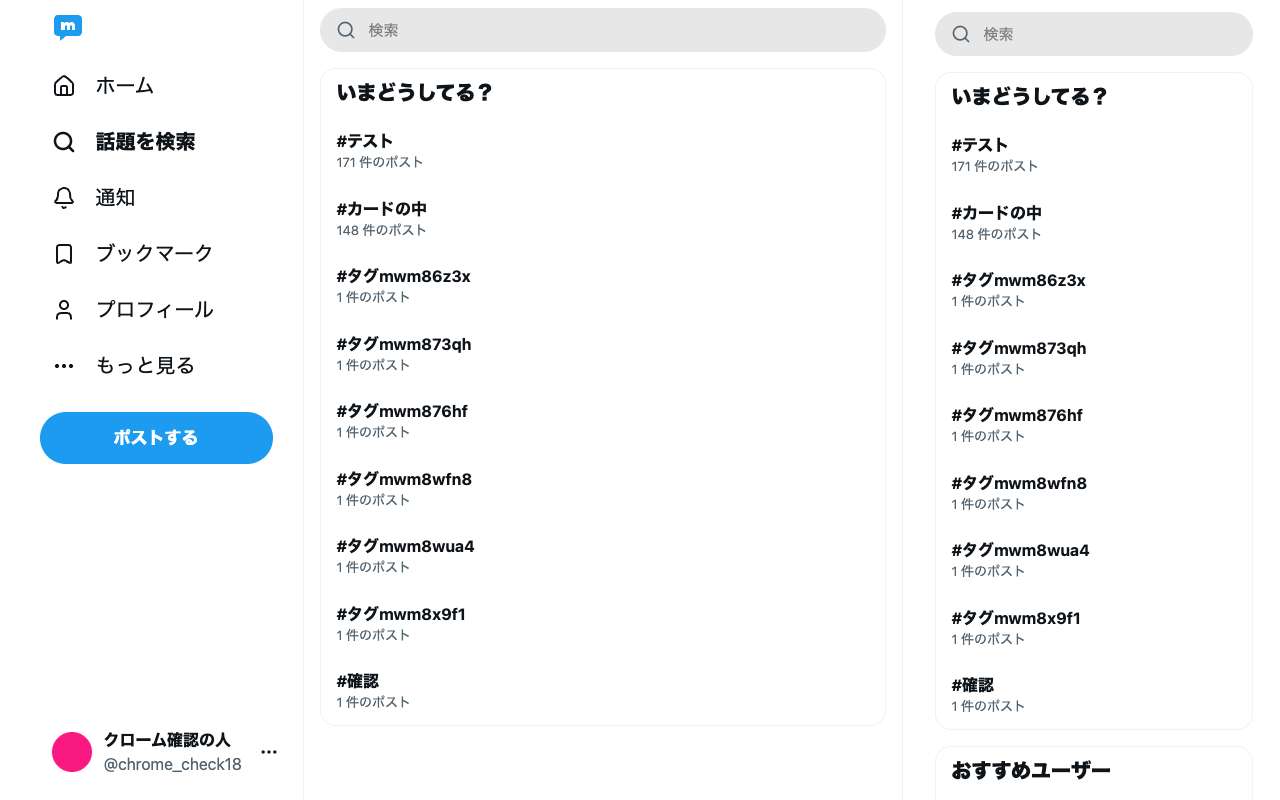 m
ホーム
話題を検索
通知
ブックマーク
プロフィール
もっと見る
ポストする
クローム確認の人
@chrome_check18
検索
いまどうしてる？
#テスト
171 件のポスト
#カードの中
148 件のポスト
#タグmwm86z3x
1 件のポスト
#タグmwm873qh
1 件のポスト
#タグmwm876hf
1 件のポスト
#タグmwm8wfn8
1 件のポスト
#タグmwm8wua4
1 件のポスト
#タグmwm8x9f1
1 件のポスト
#確認
1 件のポスト
検索
いまどうしてる？
#テスト
171 件のポスト
#カードの中
148 件のポスト
#タグmwm86z3x
1 件のポスト
#タグmwm873qh
1 件のポスト
#タグmwm876hf
1 件のポスト
#タグmwm8wfn8
1 件のポスト
#タグmwm8wua4
1 件のポスト
#タグmwm8x9f1
1 件のポスト
#確認
1 件のポスト
おすすめユーザー